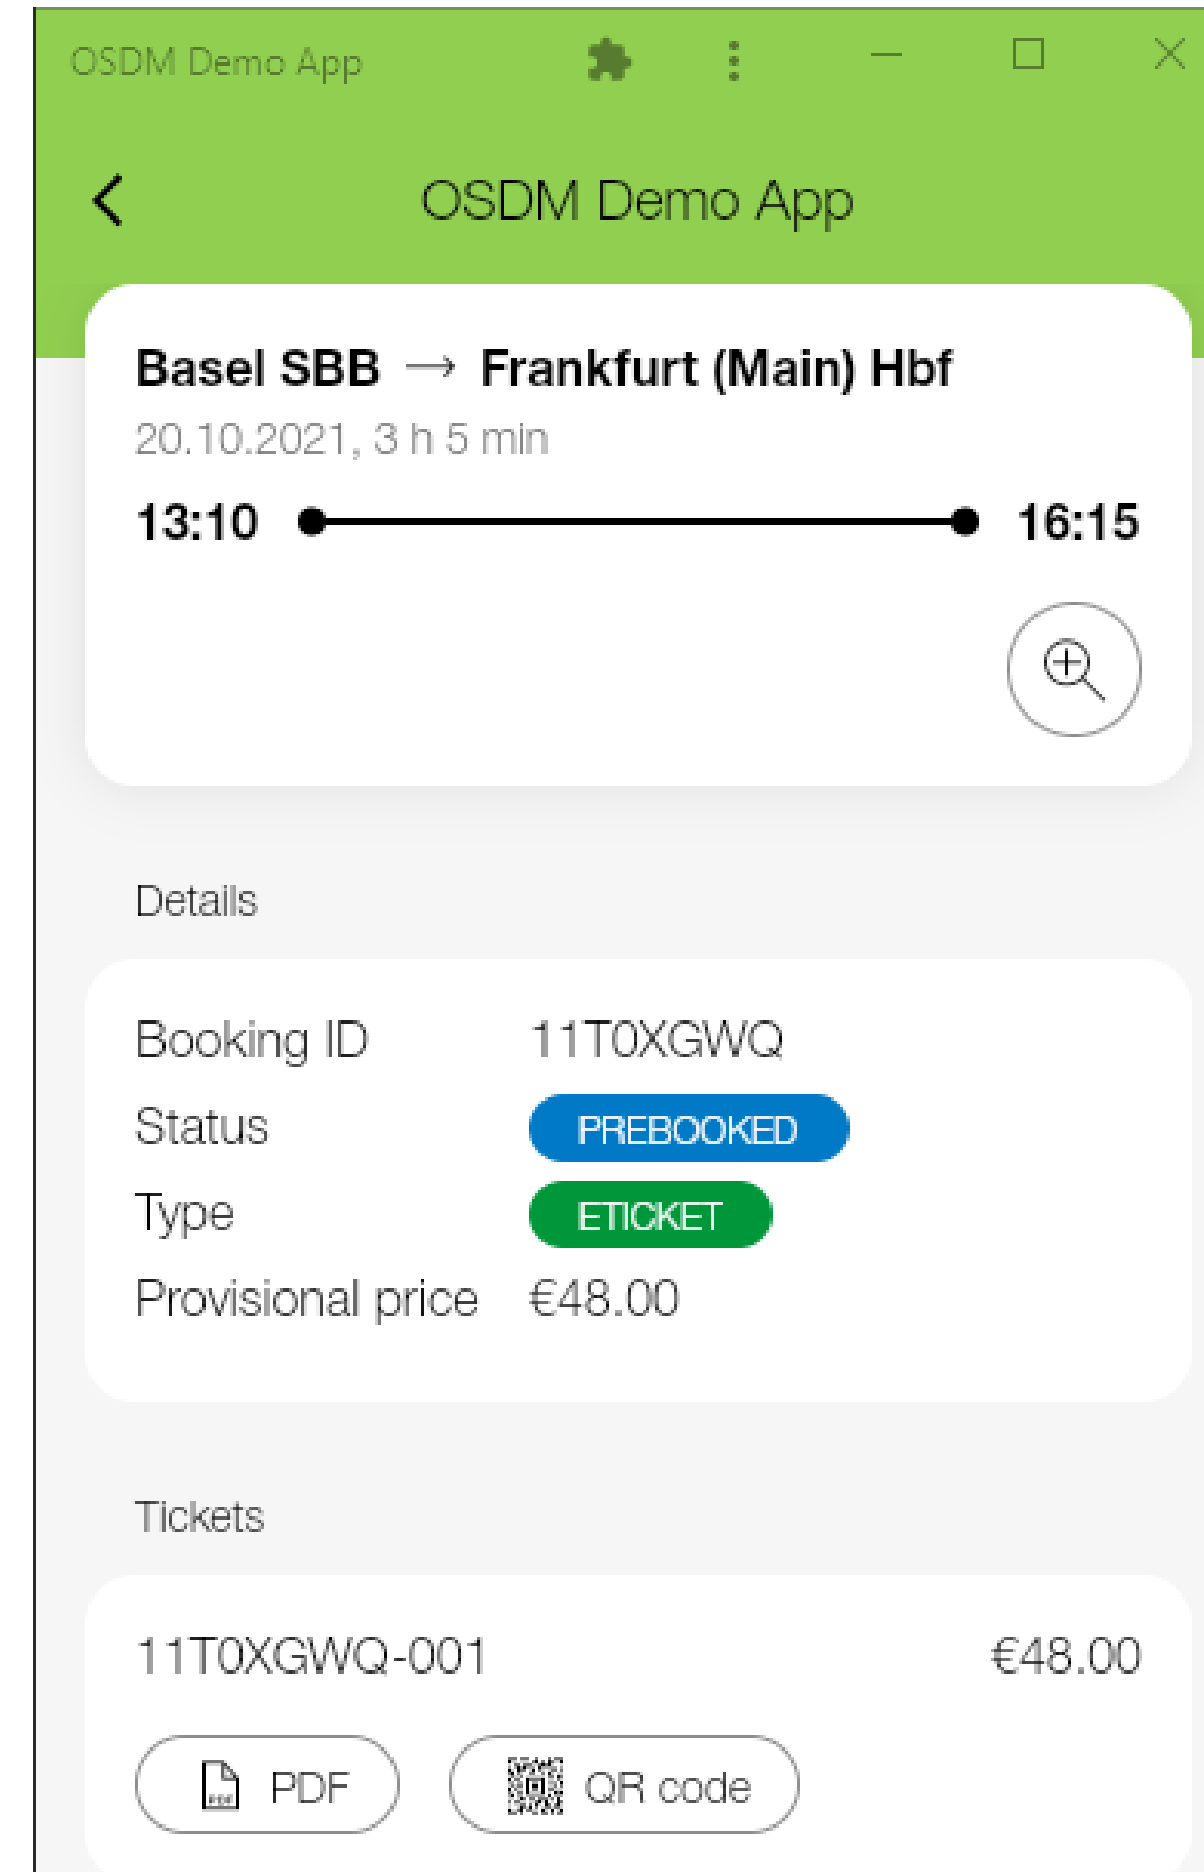 OSDM Demo App
OSDM Demo App
Basel SBB → Frankfurt (Main) Hbf
20.10.2021, 3 h 5 min
13:10 16:15
Details
Booking ID 11T0XGWQ
Status PREBOOKED
Type ETICKET
Provisional price €48.00
Tickets
11T0XGWQ-001 €48.00
PDF QR code